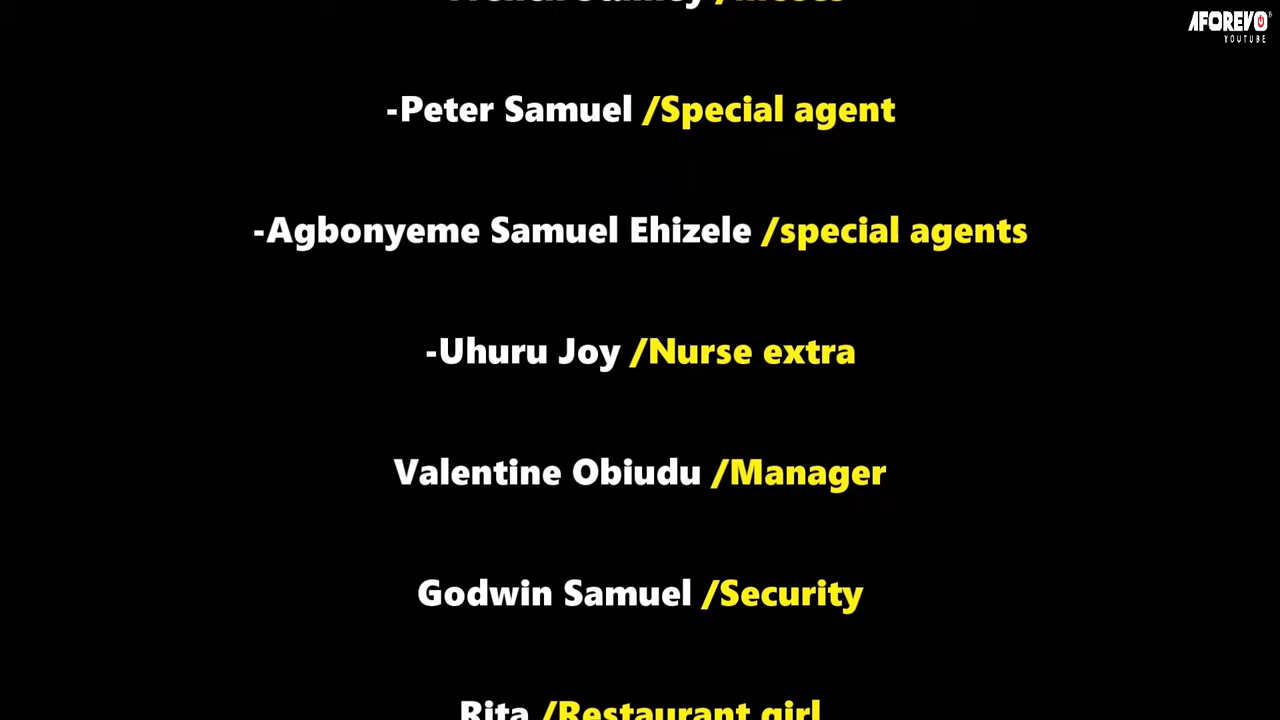 AFOREVO
YOUTUBE
-Peter Samuel /Special agent
-Agbonyeme Samuel Ehizele /special agents
-Uhuru Joy /Nurse extra
Valentine Obiudu /Manager
Godwin Samuel /Security
Rita /Restaurant girl